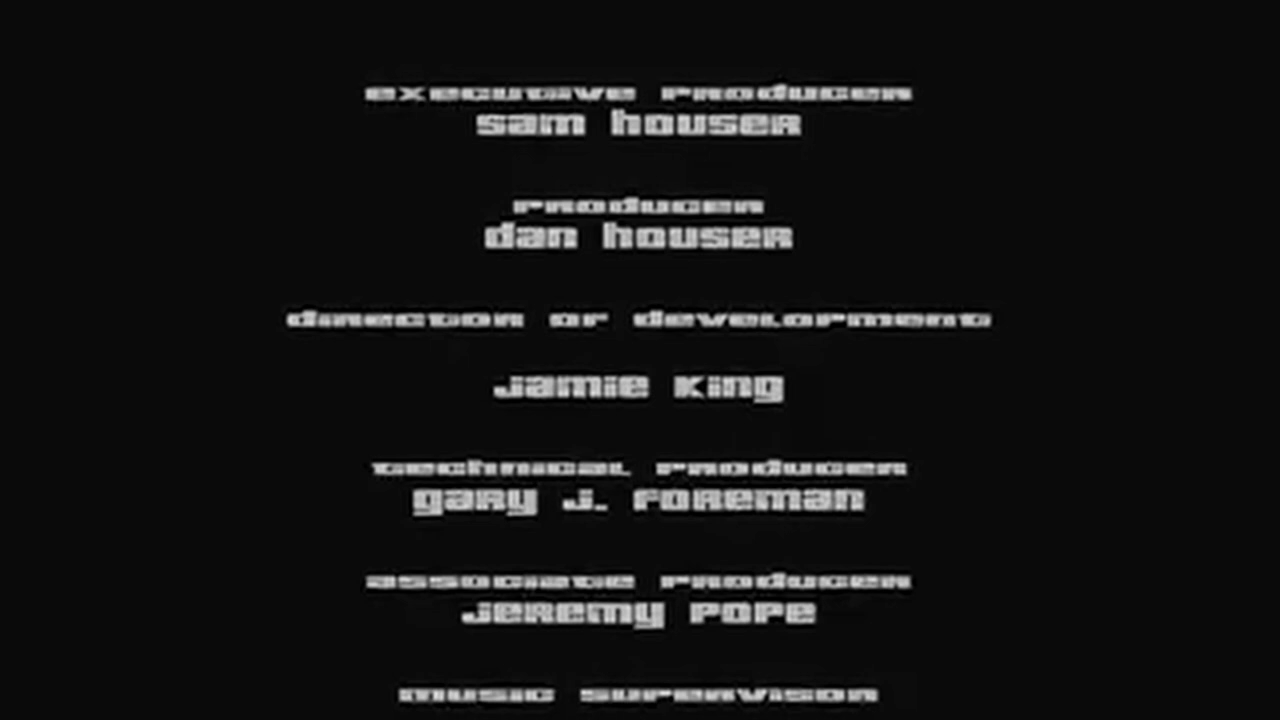 executive producer
sam houser
producer
dan houser
director of development
jamie king
technical producer
gary j. foreman
associate producer
jeremy pope
music supervisor